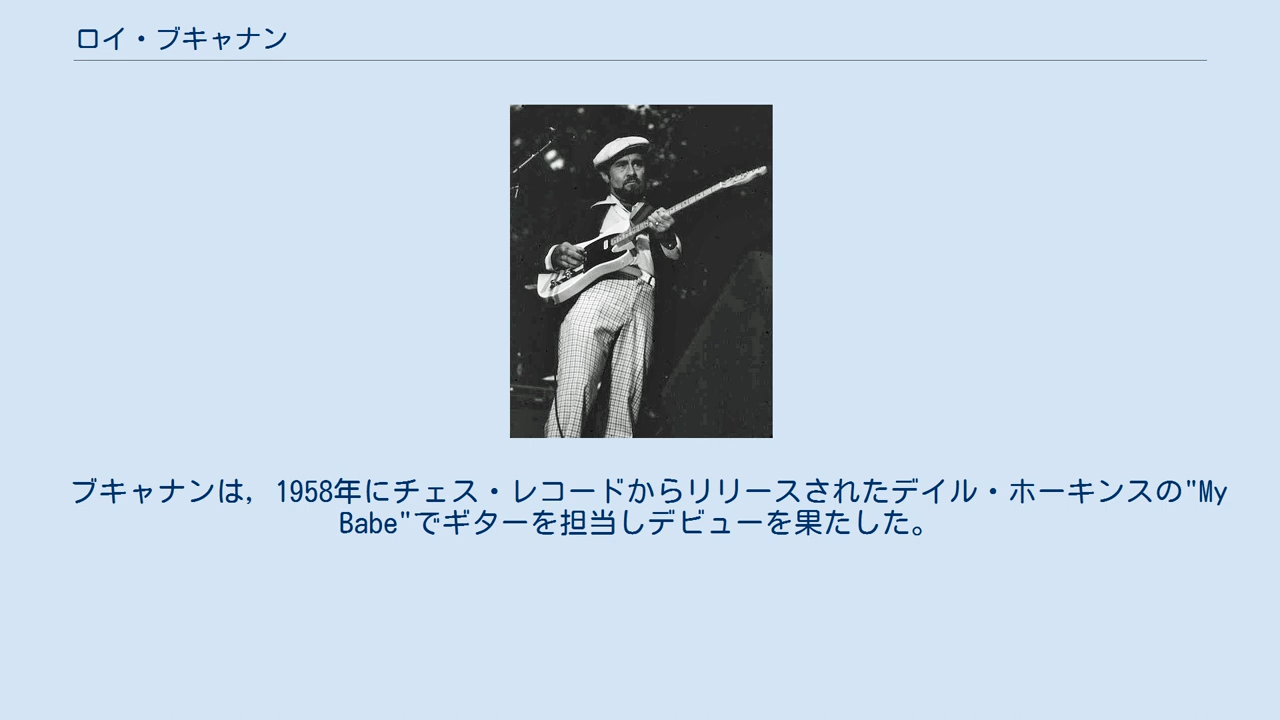 ロイ・ブキャナン
ブキャナンは, 1958年にチェス・レコードからリリースされたデイル・ホーキンスの"My
Babe"でギターを担当しデビューを果たした。